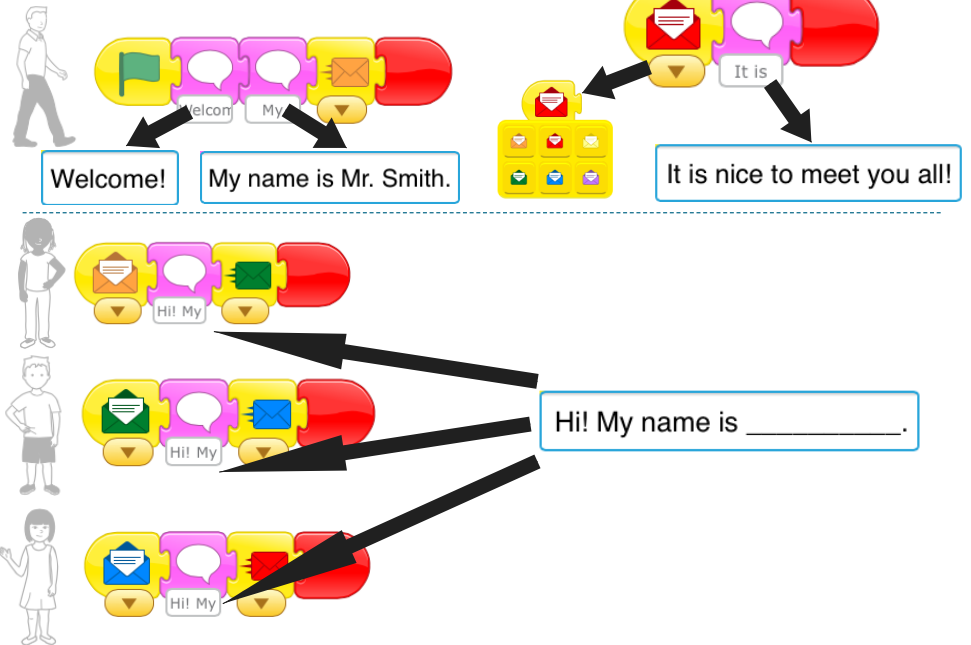 It is
Welcom
My
Welcome!
My name is Mr. Smith.
It is nice to meet you all!
Hi! My
Hi! My name is __________.
Hi! My
Hi! My